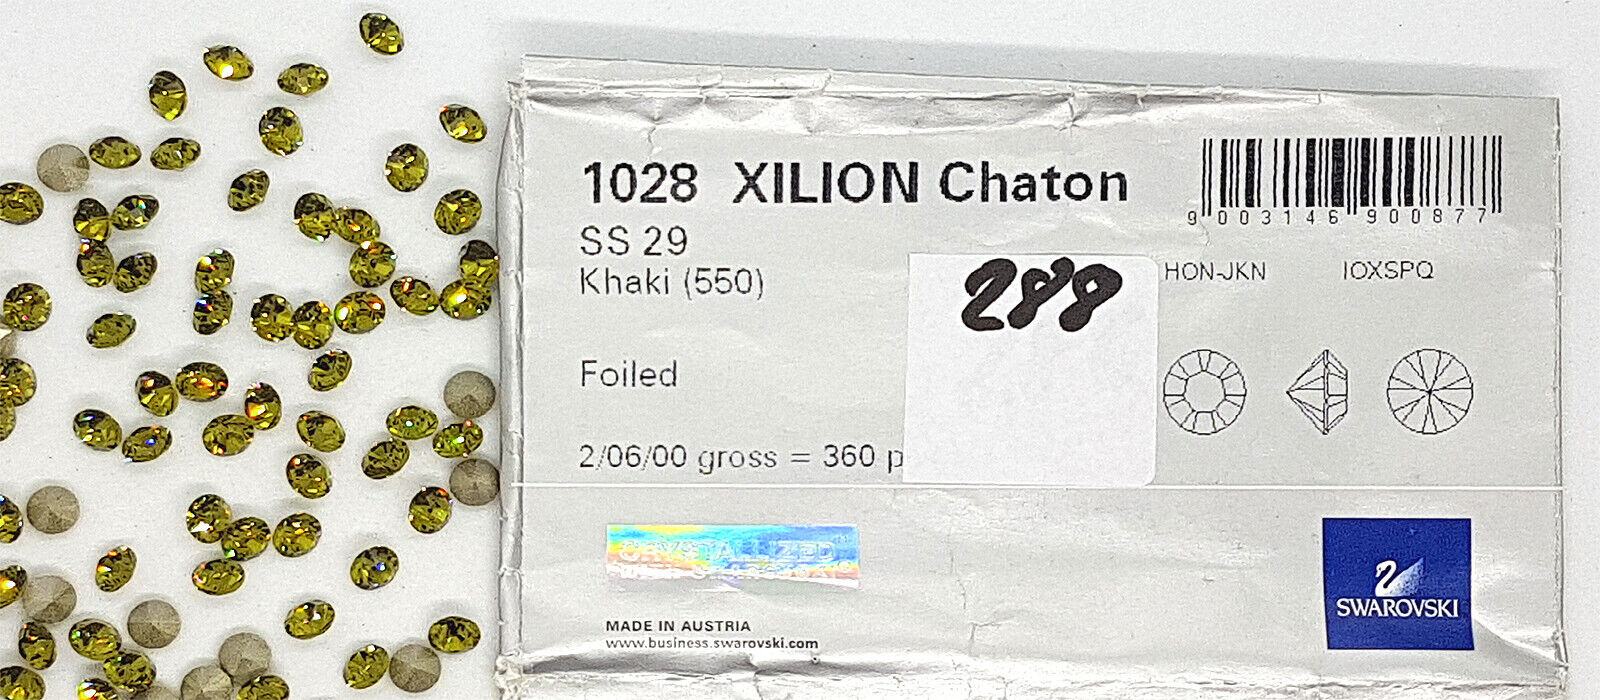 1028 XILION Chaton
SS 29
Khaki (550)
Foiled
2/06/00 gross = 360 p
288
9 003146 900877
HON-JKN IOXSPQ
CRYSTALLIZED™
MADE IN AUSTRIA
www.business.swarovski.com
SWAROVSKI